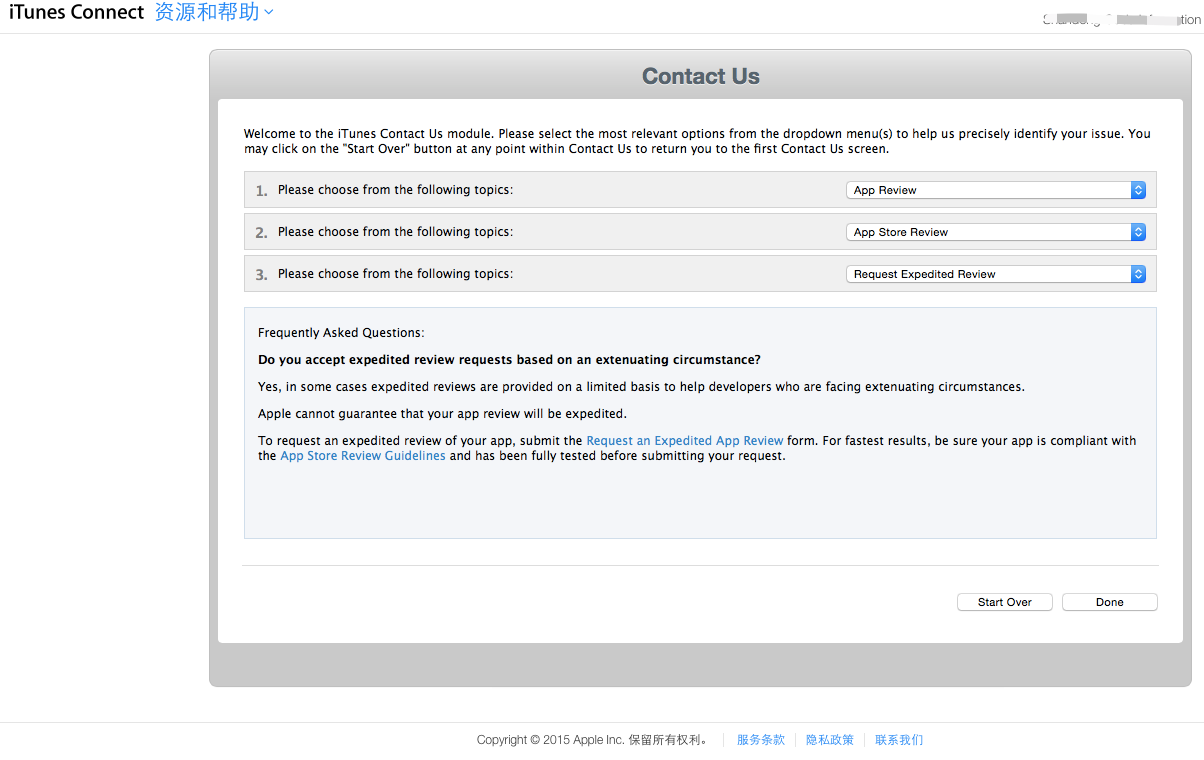 iTunes Connect 资源和帮助
Contact Us
Welcome to the iTunes Contact Us module. Please select the most relevant options from the dropdown menu(s) to help us precisely identify your issue. You
may click on the "Start Over" button at any point within Contact Us to return you to the first Contact Us screen.
1. Please choose from the following topics: App Review
2. Please choose from the following topics: App Store Review
3. Please choose from the following topics: Request Expedited Review
Frequently Asked Questions:
Do you accept expedited review requests based on an extenuating circumstance?
Yes, in some cases expedited reviews are provided on a limited basis to help developers who are facing extenuating circumstances.
Apple cannot guarantee that your app review will be expedited.
To request an expedited review of your app, submit the Request an Expedited App Review form. For fastest results, be sure your app is compliant with
the App Store Review Guidelines and has been fully tested before submitting your request.
Start Over Done
Copyright © 2015 Apple Inc. 保留所有权利。 服务条款 隐私政策 联系我们